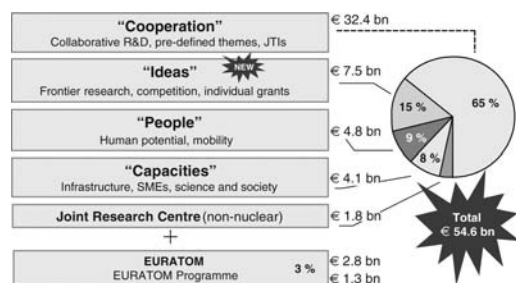 “Cooperation” € 32.4 bn
Collaborative R&D, pre-defined themes, JTIs
“Ideas” NEW € 7.5 bn
Frontier research, competition, individual grants
65 %
15 %
“People” € 4.8 bn
Human potential, mobility
9 %
8 %
“Capacities” € 4.1 bn
Infrastructure, SMEs, science and society
Joint Research Centre (non-nuclear) € 1.8 bn
Total
€ 54.6 bn
+
EURATOM € 2.8 bn
EURATOM Programme 3 % € 1.3 bn